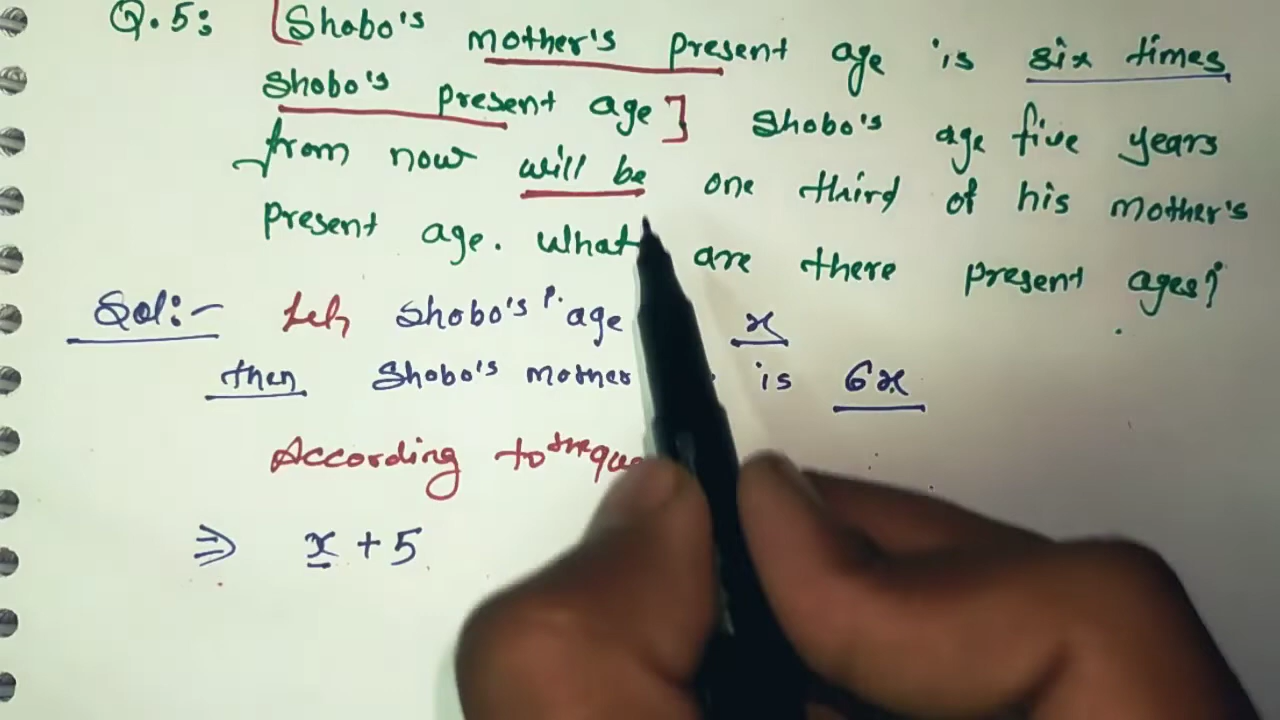 Q.5: [Shobo's mother's present age is six times
Shobo's present age] Shobo's age five years
from now will be one third of his mother's
present age. What are there present ages?
Sol:- Let, Shobo's P. age x
then Shobo's mother is 6x
According to the
⇒ x + 5